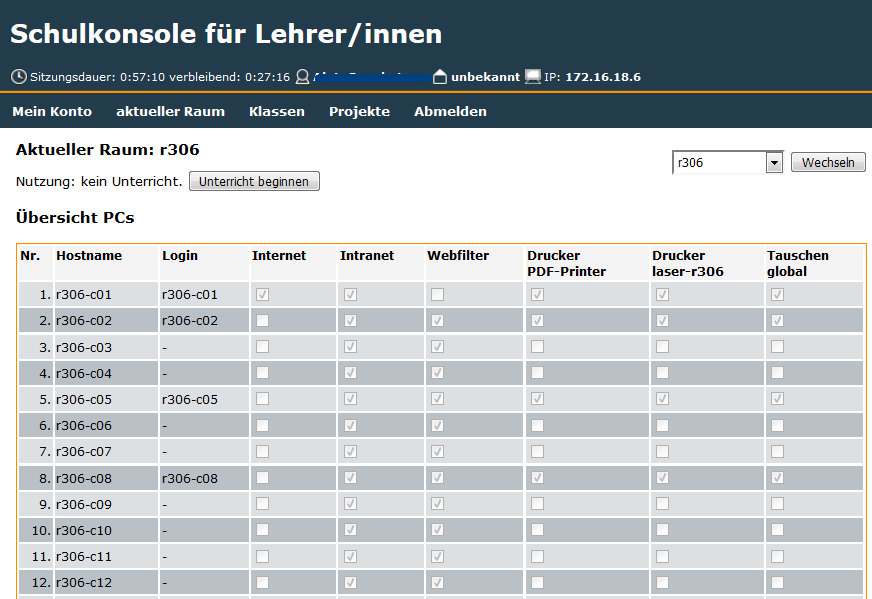 Schulkonsole für Lehrer/innen
Sitzungsdauer: 0:57:10 verbleibend: 0:27:16 unbekannt IP: 172.16.18.6
Mein Konto aktueller Raum Klassen Projekte Abmelden
Aktueller Raum: r306
r306 Wechseln
Nutzung: kein Unterricht. Unterricht beginnen
Übersicht PCs
Nr. Hostname Login Internet Intranet Webfilter Drucker PDF-Printer Drucker laser-r306 Tauschen global
1. r306-c01 r306-c01
2. r306-c02 r306-c02
3. r306-c03 -
4. r306-c04 -
5. r306-c05 r306-c05
6. r306-c06 -
7. r306-c07 -
8. r306-c08 r306-c08
9. r306-c09 -
10. r306-c10 -
11. r306-c11 -
12. r306-c12 -